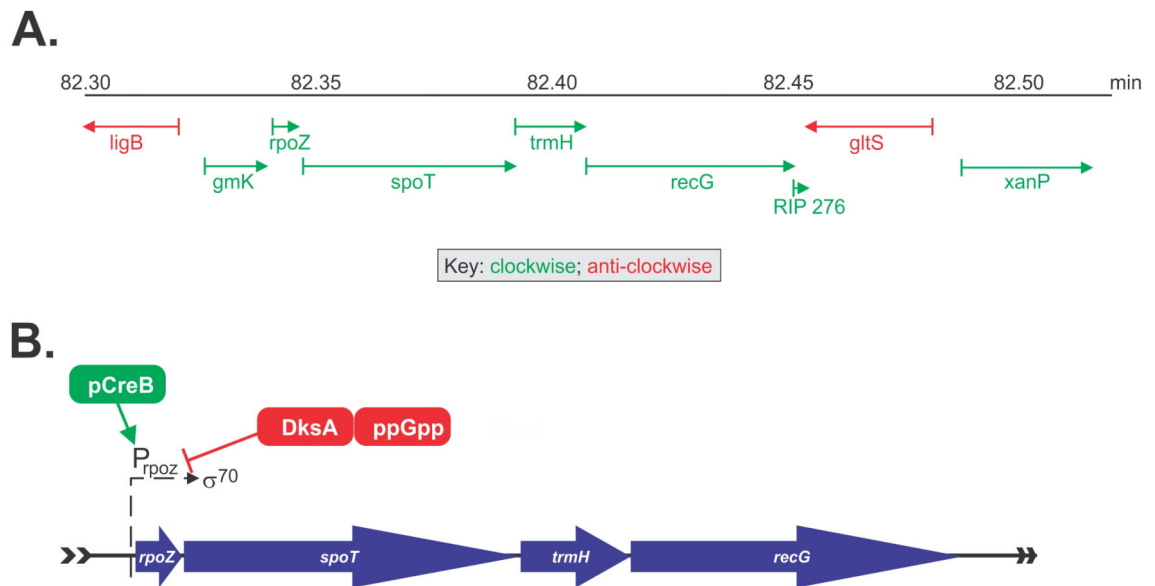 A.
82.30 82.35 82.40 82.45 82.50 min
ligB rpoZ trmH gltS
gmK spoT recG xanP
RIP 276
Key: clockwise; anti-clockwise
B.
pCreB
DksA ppGpp
Prpoz σ70
rpoZ spoT trmH recG